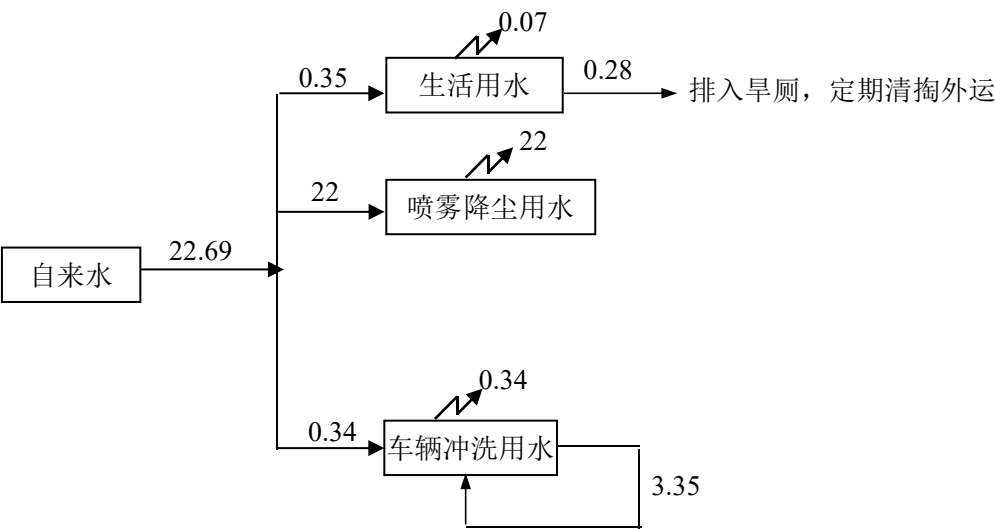 0.07
0.35
生活用水
0.28
排入旱厕，定期清掏外运
22
22
喷雾降尘用水
自来水
22.69
0.34
0.34
车辆冲洗用水
3.35